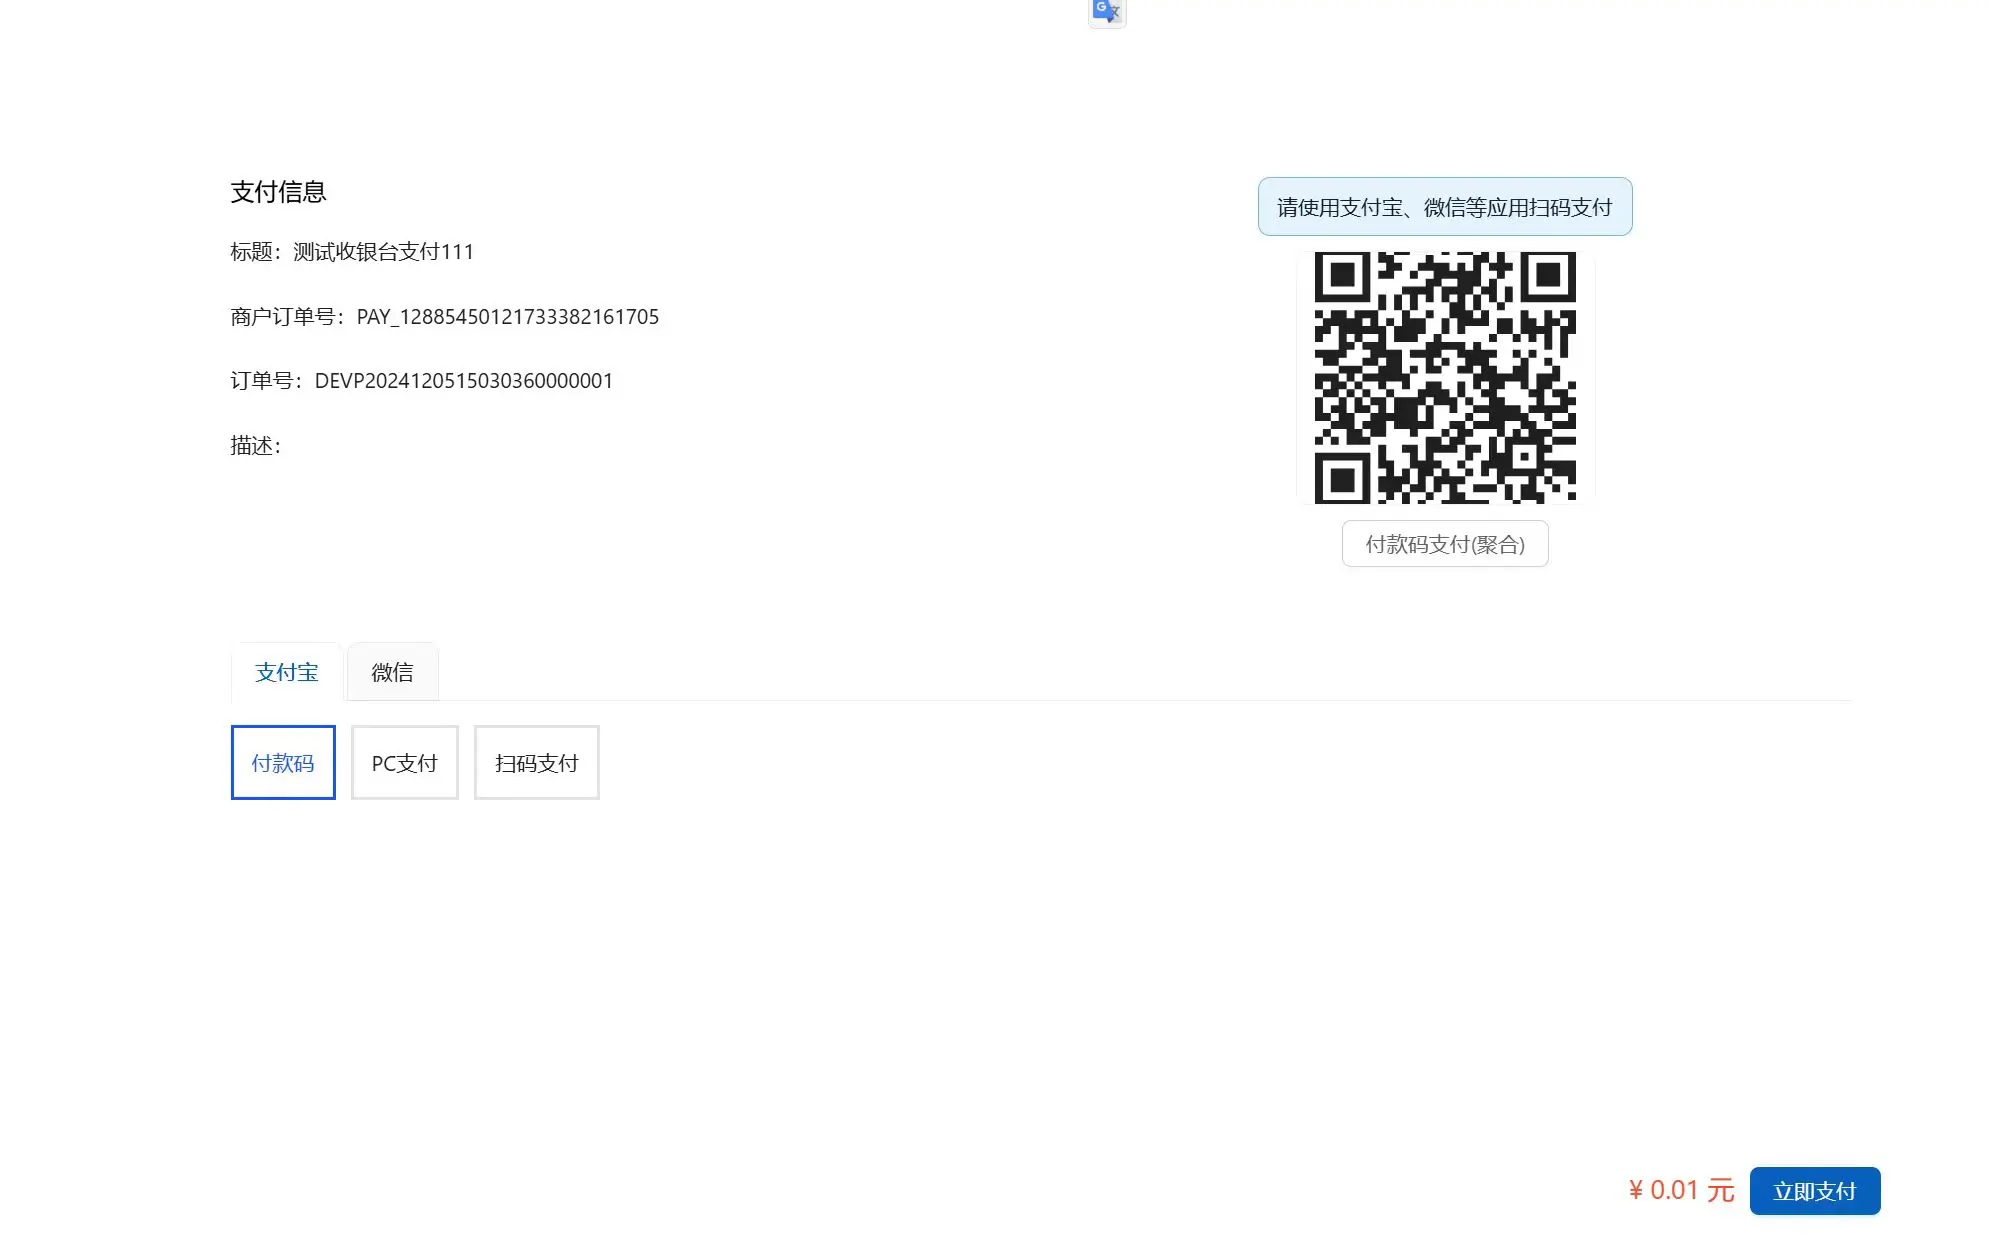 支付信息
标题：测试收银台支付111
商户订单号：PAY_12885450121733382161705
订单号：DEVP2024120515030360000001
描述：
请使用支付宝、微信等应用扫码支付
付款码支付(聚合)
支付宝 微信
付款码 PC支付 扫码支付
¥ 0.01 元 立即支付